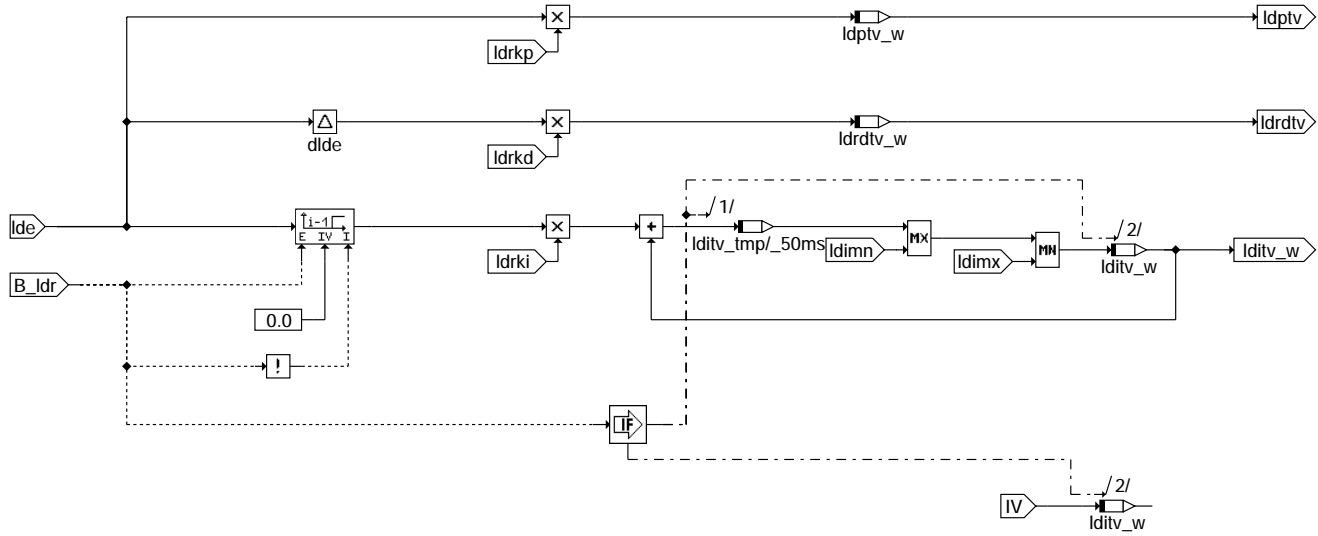 ldptv_w
ldptv
ldrkp
dlde
ldrdtv_w
ldrdtv
ldrkd
lde
i-1
E IV I
ldrki
+
/1/
lditv_tmp/_50ms
ldimn
MX
ldimx
MN
/2/
lditv_w
lditv_w
B_ldr
0.0
!
IF
/2/
IV
lditv_w